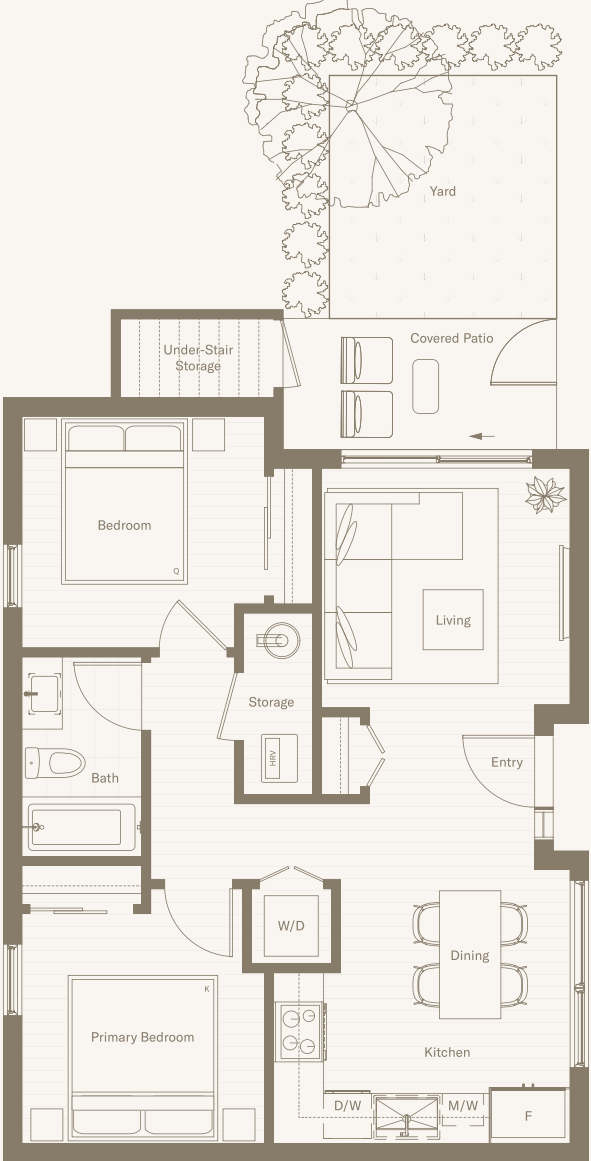 Yard
Covered Patio
Under-Stair
Storage
Bedroom
Q
Living
Storage
HRV
Entry
Bath
W/D
Dining
K
Primary Bedroom
Kitchen
D/W
M/W
F